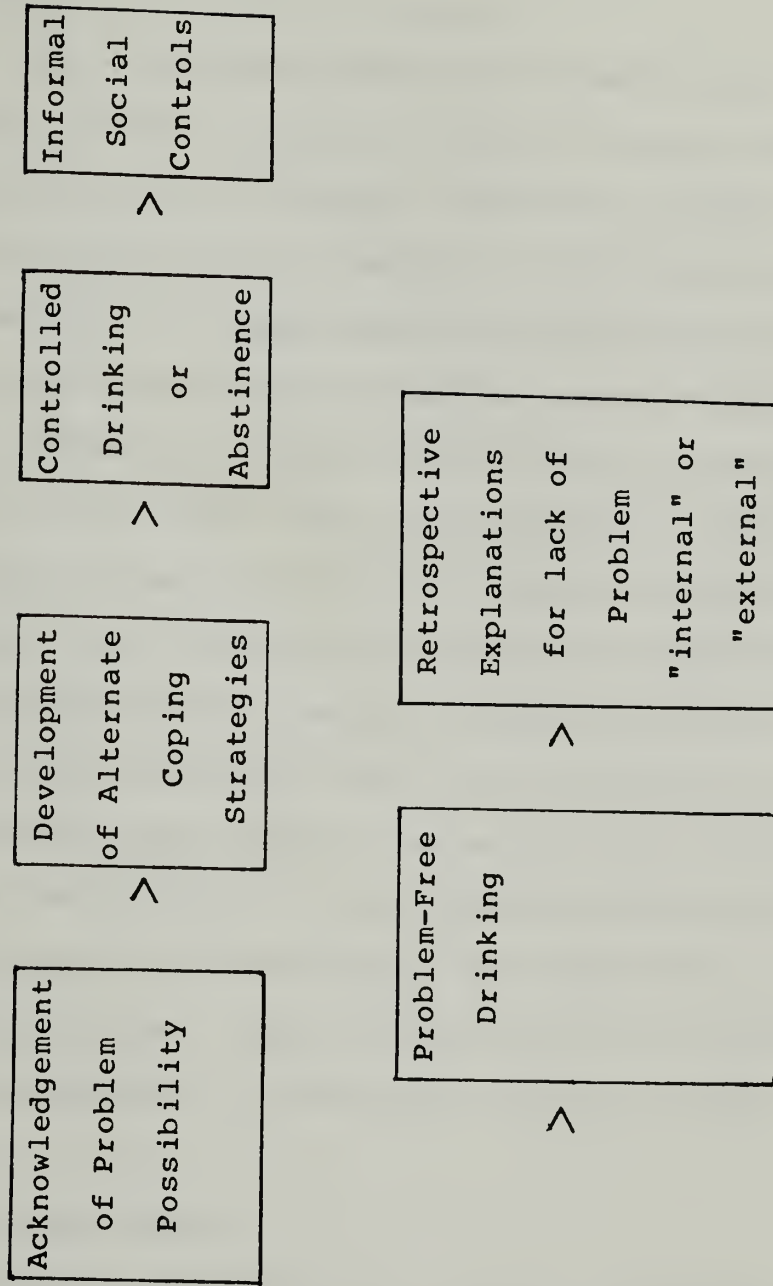 Acknowledgement
of Problem
Possibility
>
Development
of Alternate
Coping
Strategies
>
Controlled
Drinking
or
Abstinence
>
Informal
Social
Controls
>
Problem-Free
Drinking
>
Retrospective
Explanations
for lack of
Problem
"internal" or
"external"